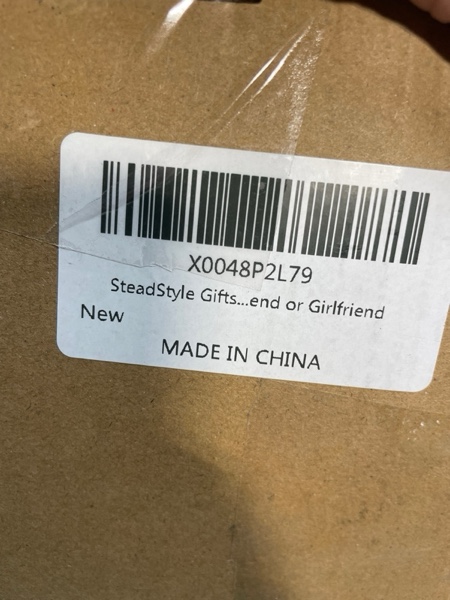 X0048P2L79
SteadStyle Gifts...end or Girlfriend
New
MADE IN CHINA